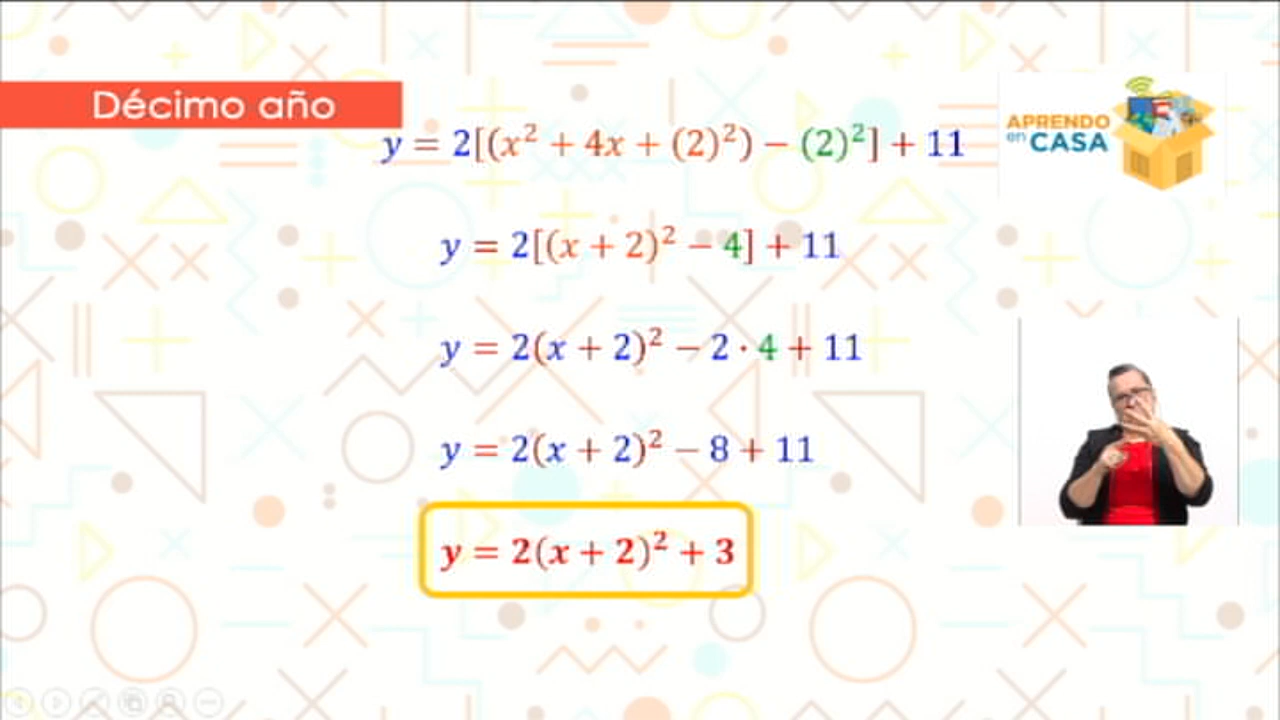 Décimo año
y = 2[(x² + 4x + (2)²) − (2)²] + 11
APRENDO
en CASA
y = 2[(x + 2)² − 4] + 11
y = 2(x + 2)² − 2 · 4 + 11
y = 2(x + 2)² − 8 + 11
y = 2(x + 2)² + 3